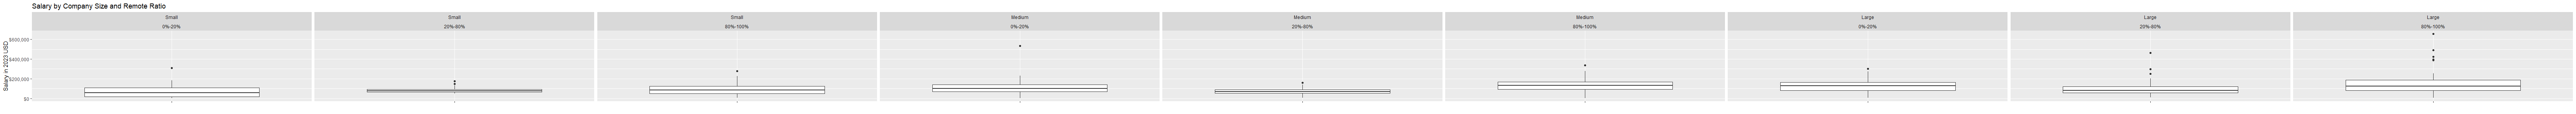 Salary by Company Size and Remote Ratio
Small Small Small Medium Medium Medium Large Large Large
0%-20% 20%-80% 80%-100% 0%-20% 20%-80% 80%-100% 0%-20% 20%-80% 80%-100%
Salary in 2023 USD
$600,000
$400,000
$200,000
$0